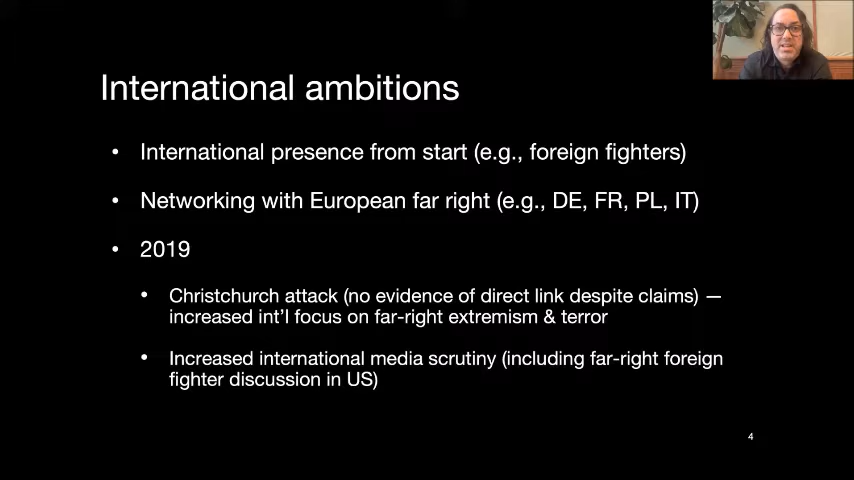 International ambitions
• International presence from start (e.g., foreign fighters)
• Networking with European far right (e.g., DE, FR, PL, IT)
• 2019
• Christchurch attack (no evidence of direct link despite claims) —
increased int'l focus on far-right extremism & terror
• Increased international media scrutiny (including far-right foreign
fighter discussion in US)
4